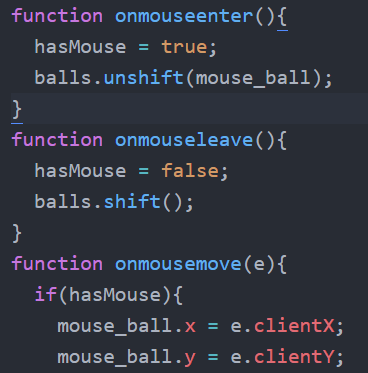 function onmouseenter(){
  hasMouse = true;
  balls.unshift(mouse_ball);
}
function onmouseleave(){
  hasMouse = false;
  balls.shift();
}
function onmousemove(e){
  if(hasMouse){
    mouse_ball.x = e.clientX;
    mouse_ball.y = e.clientY;